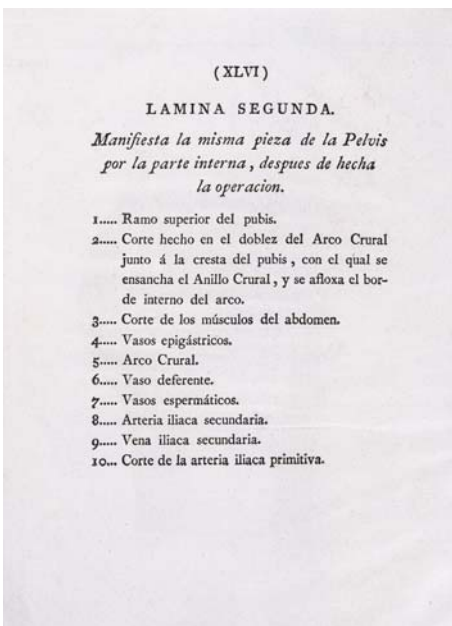 (XLVI)
LAMINA SEGUNDA.
Manifiesta la misma pieza de la Pelvis
por la parte interna, despues de hecha
la operacion.
1..... Ramo superior del pubis.
2..... Corte hecho en el doblez del Arco Crural
junto á la cresta del pubis, con el qual se
ensancha el Anillo Crural, y se afloxa el bor-
de interno del arco.
3..... Corte de los músculos del abdomen.
4..... Vasos epigástricos.
5..... Arco Crural.
6..... Vaso deferente.
7..... Vasos espermáticos.
8..... Arteria iliaca secundaria.
9..... Vena iliaca secundaria.
10... Corte de la arteria iliaca primitiva.